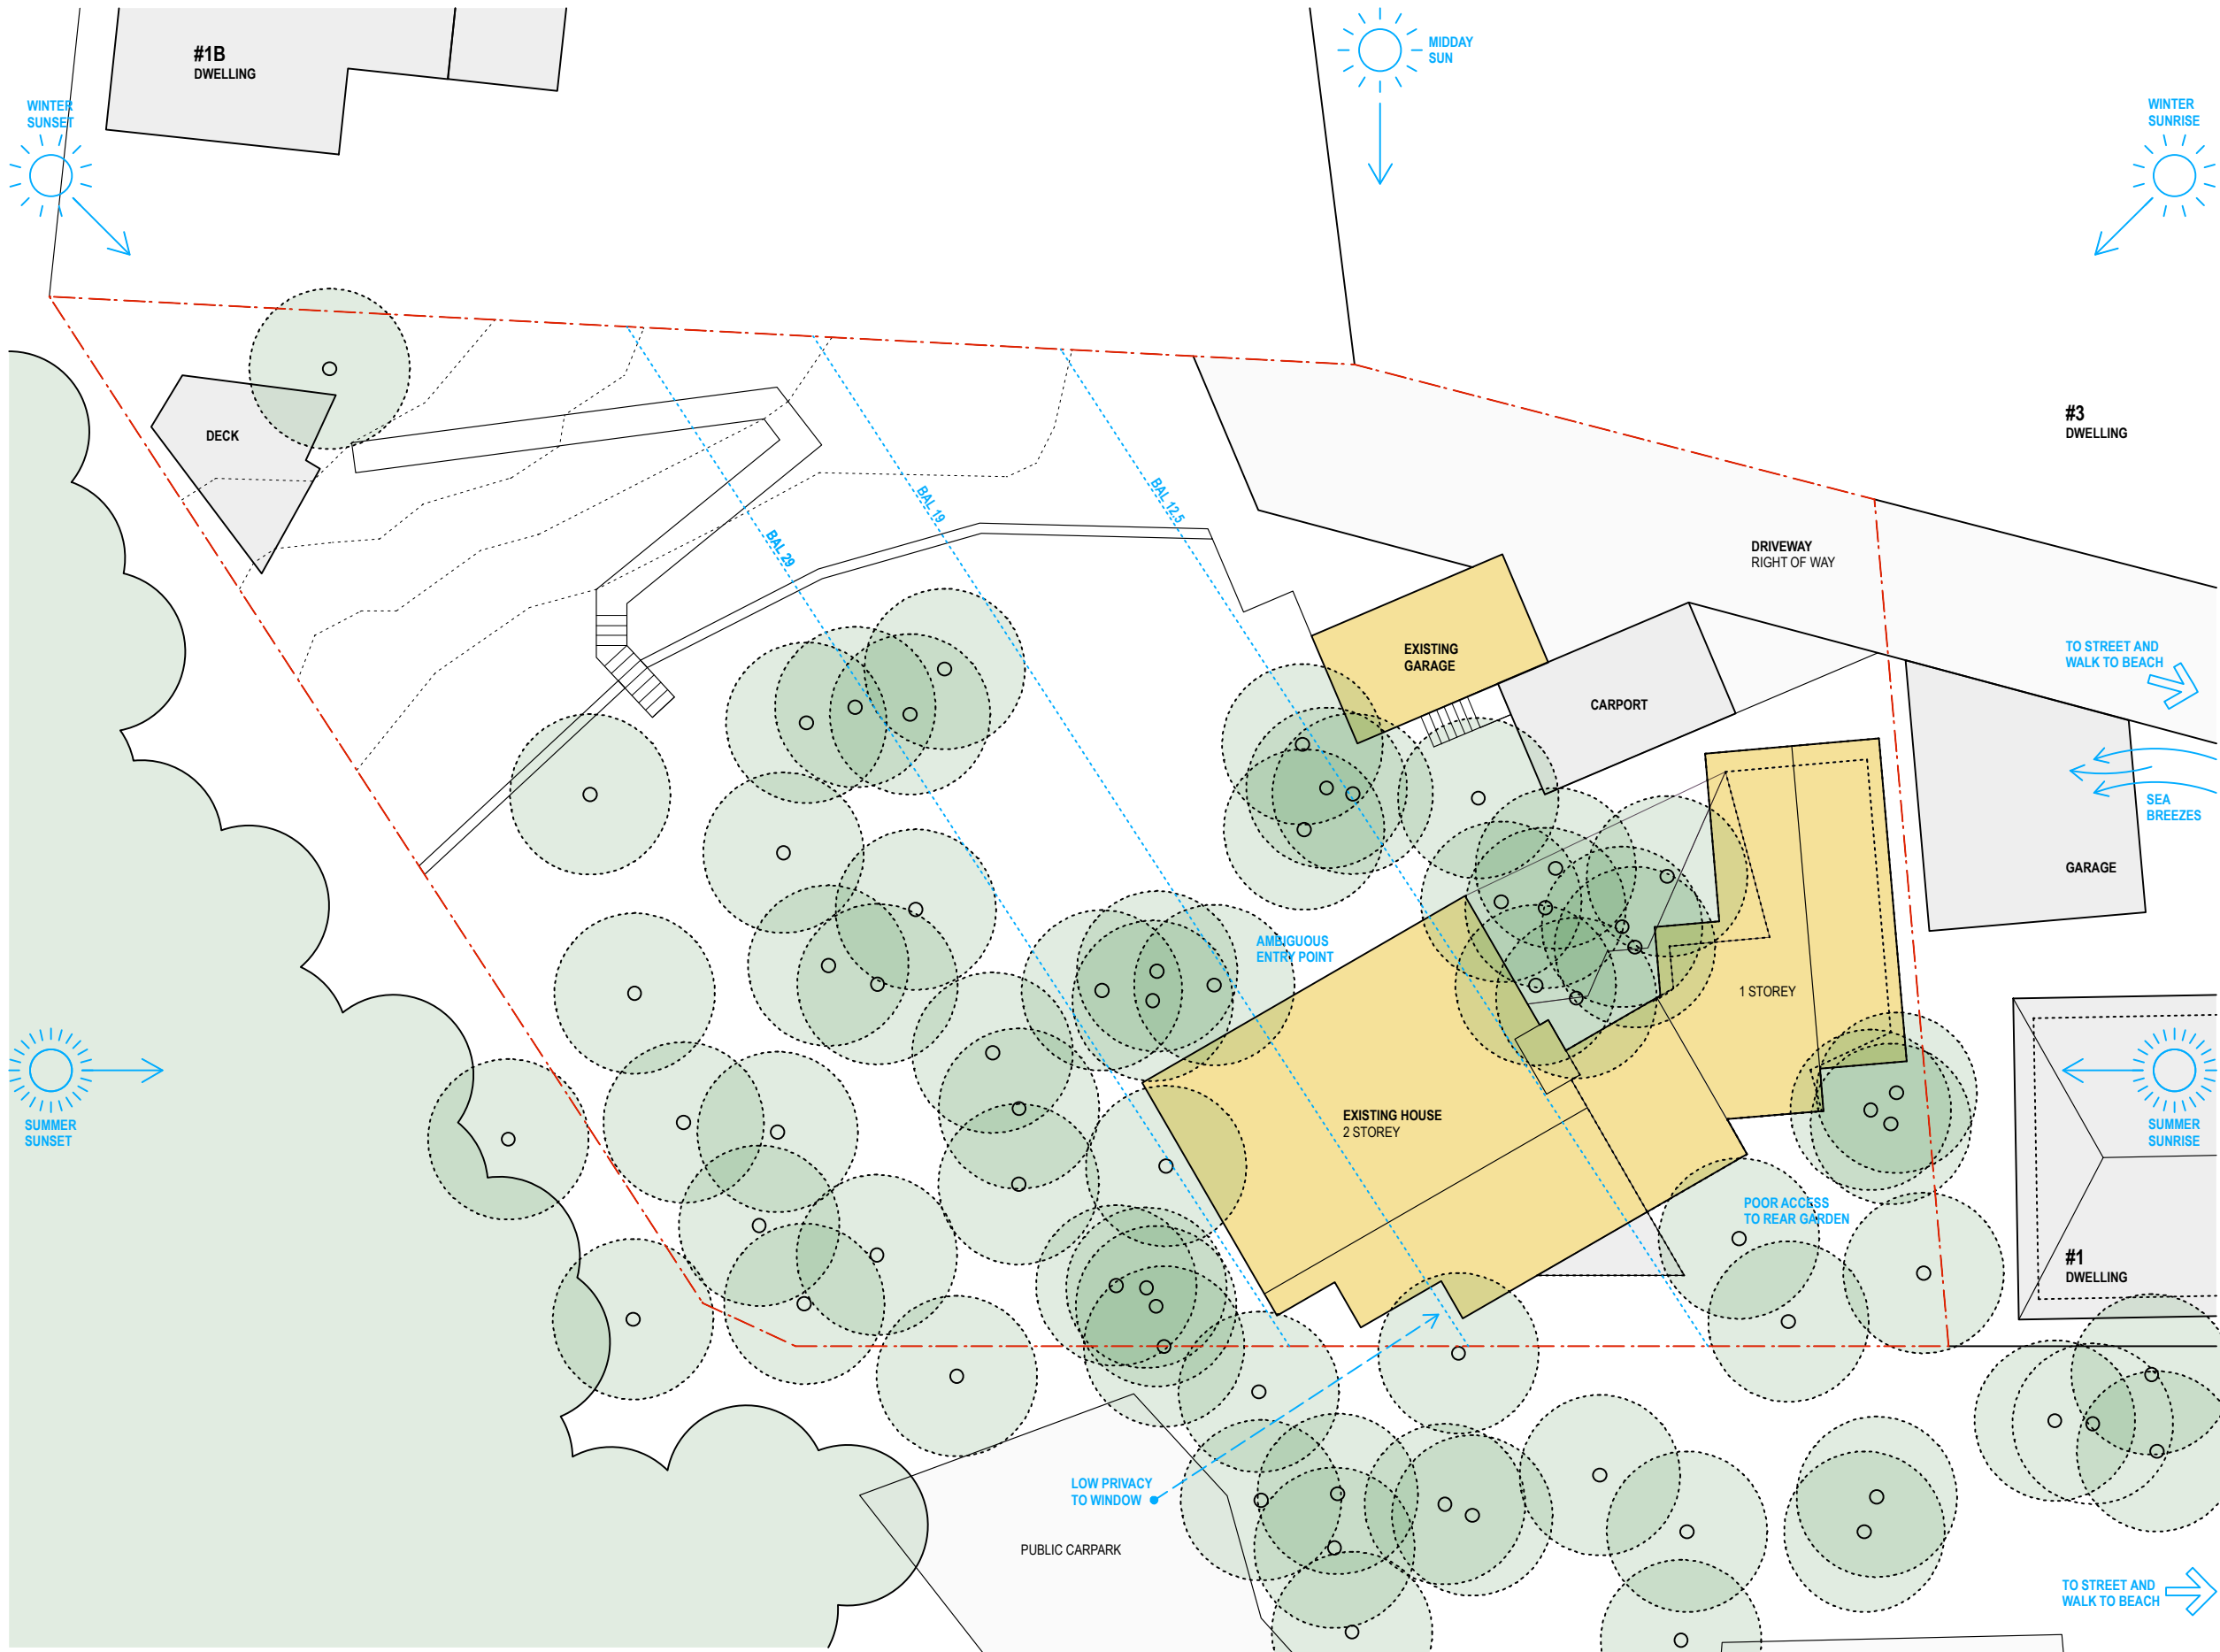 #1B
DWELLING
MIDDAY
SUN
WINTER
SUNSET
WINTER
SUNRISE
#3
DWELLING
DECK
BAL 29
BAL 19
BAL 12.5
DRIVEWAY
RIGHT OF WAY
EXISTING
GARAGE
CARPORT
TO STREET AND
WALK TO BEACH
SEA
BREEZES
GARAGE
AMBIGUOUS
ENTRY POINT
1 STOREY
SUMMER
SUNSET
EXISTING HOUSE
2 STOREY
SUMMER
SUNRISE
POOR ACCESS
TO REAR GARDEN
#1
DWELLING
LOW PRIVACY
TO WINDOW
PUBLIC CARPARK
TO STREET AND
WALK TO BEACH